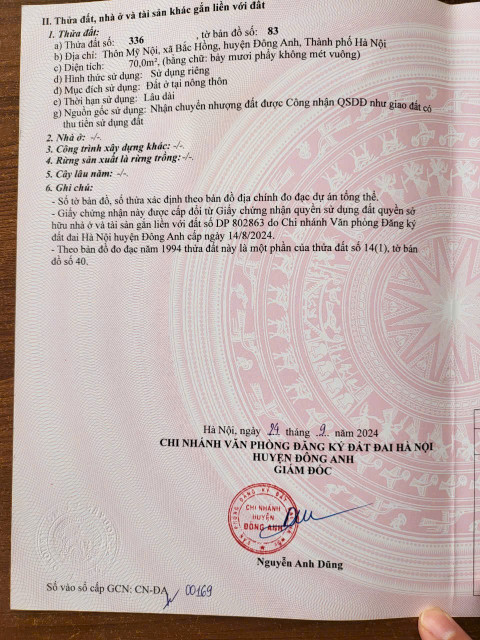 II. Thửa đất, nhà ở và tài sản khác gắn liền với đất
1. Thửa đất:
a) Thửa đất số: 336 , tờ bản đồ số: 83
b) Địa chỉ: Thôn Mỹ Nội, xã Bắc Hồng, huyện Đông Anh, Thành phố Hà Nội
c) Diện tích: 70,0m², (bằng chữ: bảy mươi phẩy không mét vuông)
d) Hình thức sử dụng: Sử dụng riêng
đ) Mục đích sử dụng: Đất ở tại nông thôn
e) Thời hạn sử dụng: Lâu dài
g) Nguồn gốc sử dụng: Nhận chuyển nhượng đất được Công nhận QSDĐ như giao đất có
thu tiền sử dụng đất
2. Nhà ở: -/-.
3. Công trình xây dựng khác: -/-.
4. Rừng sản xuất là rừng trồng: -/-.
5. Cây lâu năm: -/-.
6. Ghi chú:
- Số tờ bản đồ, số thửa xác định theo bản đồ địa chính đo đạc dự án tổng thể.
- Giấy chứng nhận này được cấp đổi từ Giấy chứng nhận quyền sử dụng đất quyền sở
hữu nhà ở và tài sản gắn liền với đất số DP 802863 do Chi nhánh Văn phòng Đăng ký
đất đai Hà Nội huyện Đông Anh cấp ngày 14/8/2024.
- Theo bản đồ đo đạc năm 1994 thửa đất này là một phần của thửa đất số 14(1), tờ bản
đồ số 40.
Hà Nội, ngày 24 tháng 9 năm 2024
CHI NHÁNH VĂN PHÒNG ĐĂNG KÝ ĐẤT ĐAI HÀ NỘI
HUYỆN ĐÔNG ANH
GIÁM ĐỐC
CHI NHÁNH
HUYỆN
ĐÔNG ANH
Nguyễn Anh Dũng
Số vào sổ cấp GCN: CN-ĐA 00169